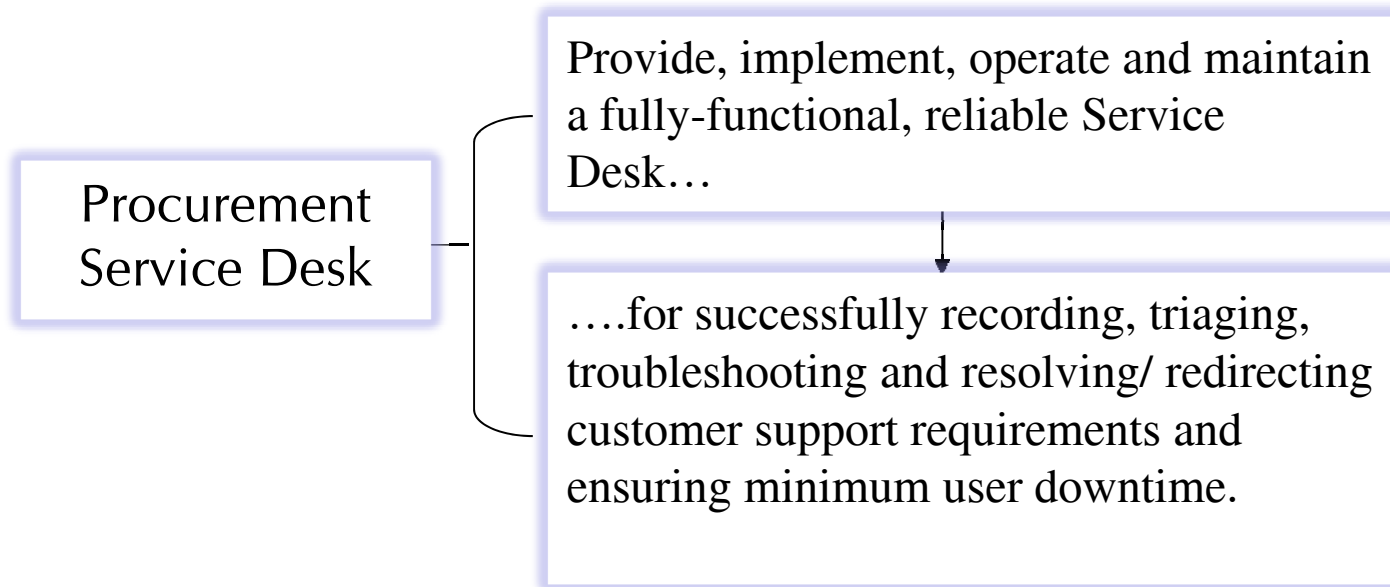 Procurement
Service Desk
Provide, implement, operate and maintain
a fully-functional, reliable Service
Desk…
….for successfully recording, triaging,
troubleshooting and resolving/ redirecting
customer support requirements and
ensuring minimum user downtime.